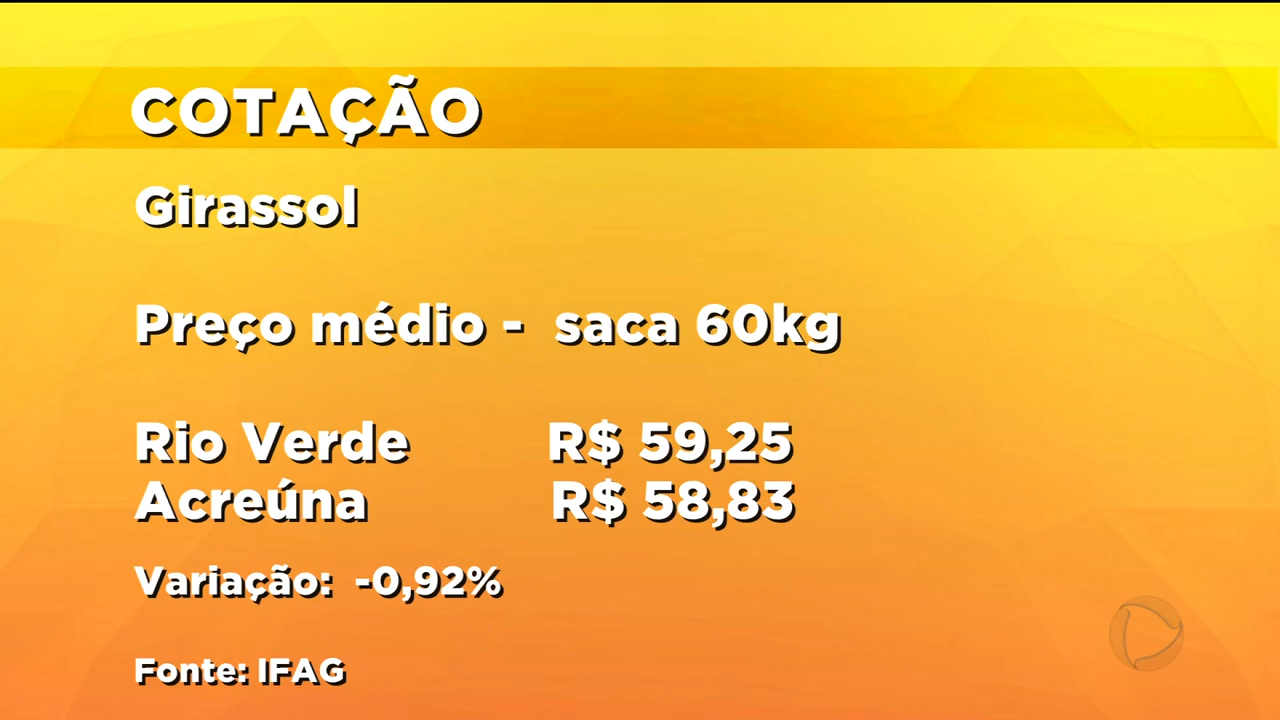 COTAÇÃO
Girassol
Preço médio - saca 60kg
Rio Verde R$ 59,25
Acreúna R$ 58,83
Variação: -0,92%
Fonte: IFAG